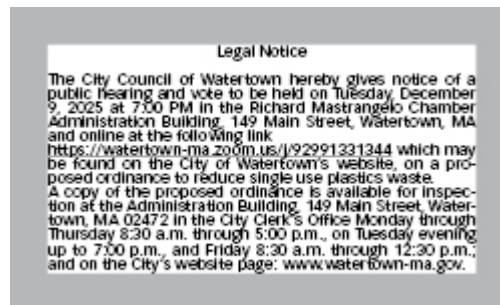 Legal Notice
The City Council of Watertown hereby gives notice of a
public hearing and vote to be held on Tuesday, December
9, 2025 at 7:00 PM in the Richard Mastrangelo Chamber
Administration Building, 149 Main Street, Watertown, MA
and online at the following link
https://watertown-ma.zoom.us/j/92991331344 which may
be found on the City of Watertown's website, on a pro-
posed ordinance to reduce single use plastics waste.
A copy of the proposed ordinance is available for inspec-
tion at the Administration Building, 149 Main Street, Water-
town, MA 02472 in the City Clerk's Office Monday through
Thursday 8:30 a.m. through 5:00 p.m., on Tuesday evening
up to 7:00 p.m., and Friday 8:30 a.m. through 12:30 p.m.;
and on the City's website page: www.watertown-ma.gov.